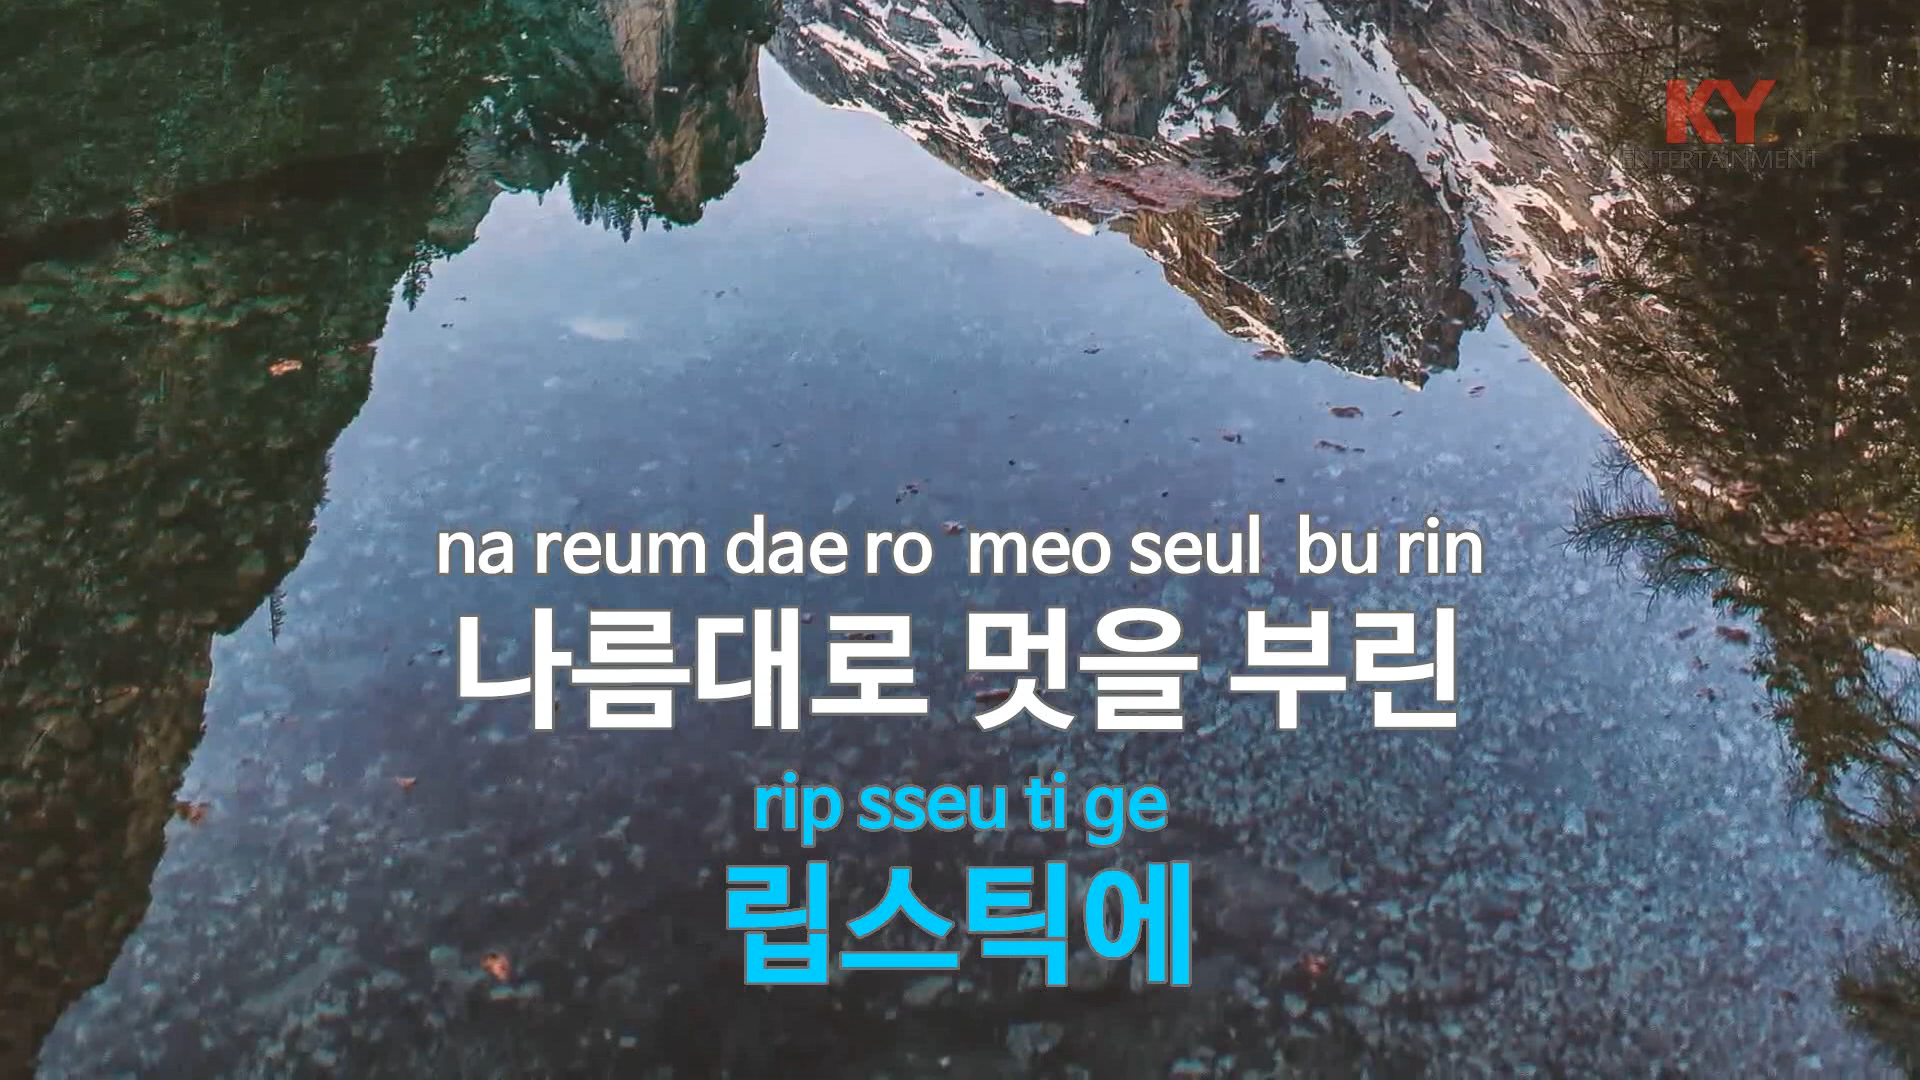 KY
ENTERTAINMENT
na reum dae ro meo seul bu rin
나름대로 멋을 부린
rip sseu ti ge
립스틱에